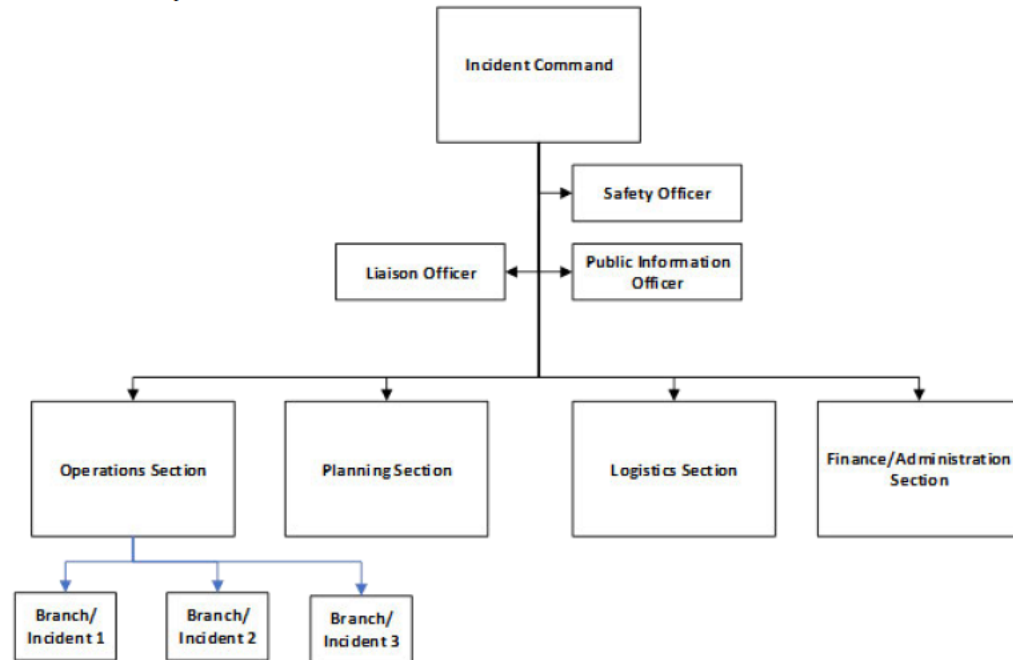 Incident Command
Safety Officer
Liaison Officer
Public Information
Officer
Operations Section
Planning Section
Logistics Section
Finance/Administration
Section
Branch/
Incident 1
Branch/
Incident 2
Branch/
Incident 3